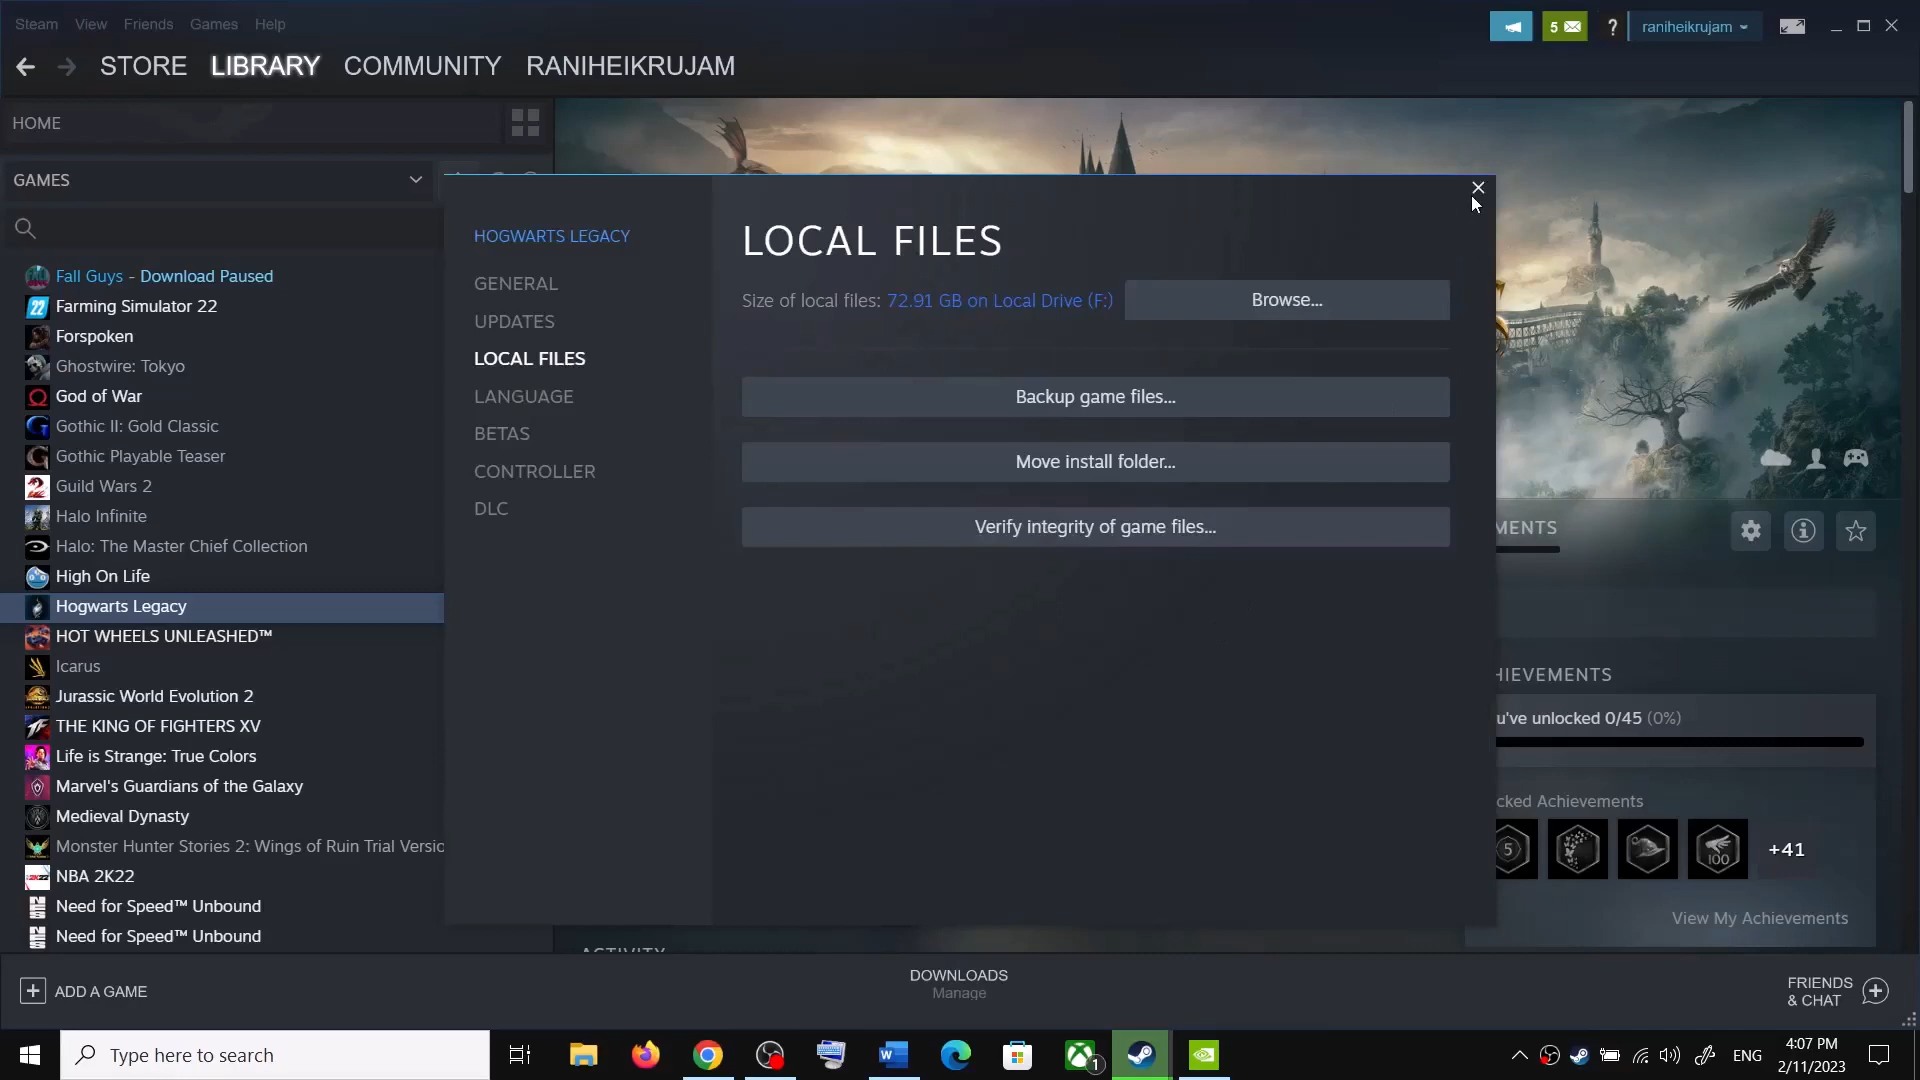 Steam View Friends Games Help
5
?
raniheikrujam
STORE LIBRARY COMMUNITY RANIHEIKRUJAM
HOME
GAMES
Fall Guys - Download Paused
Farming Simulator 22
Forspoken
Ghostwire: Tokyo
God of War
Gothic II: Gold Classic
Gothic Playable Teaser
Guild Wars 2
Halo Infinite
Halo: The Master Chief Collection
High On Life
Hogwarts Legacy
HOT WHEELS UNLEASHED™
Icarus
Jurassic World Evolution 2
THE KING OF FIGHTERS XV
Life is Strange: True Colors
Marvel's Guardians of the Galaxy
Medieval Dynasty
Monster Hunter Stories 2: Wings of Ruin Trial Versio
NBA 2K22
Need for Speed™ Unbound
Need for Speed™ Unbound
HOGWARTS LEGACY
GENERAL
UPDATES
LOCAL FILES
LANGUAGE
BETAS
CONTROLLER
DLC
LOCAL FILES
Size of local files: 72.91 GB on Local Drive (F:)
Browse...
Backup game files...
Move install folder...
Verify integrity of game files...
MENTS
HIEVEMENTS
u've unlocked 0/45 (0%)
cked Achievements
5
100
+41
View My Achievements
ADD A GAME
DOWNLOADS
Manage
FRIENDS
& CHAT
Type here to search
1
ENG
4:07 PM
2/11/2023